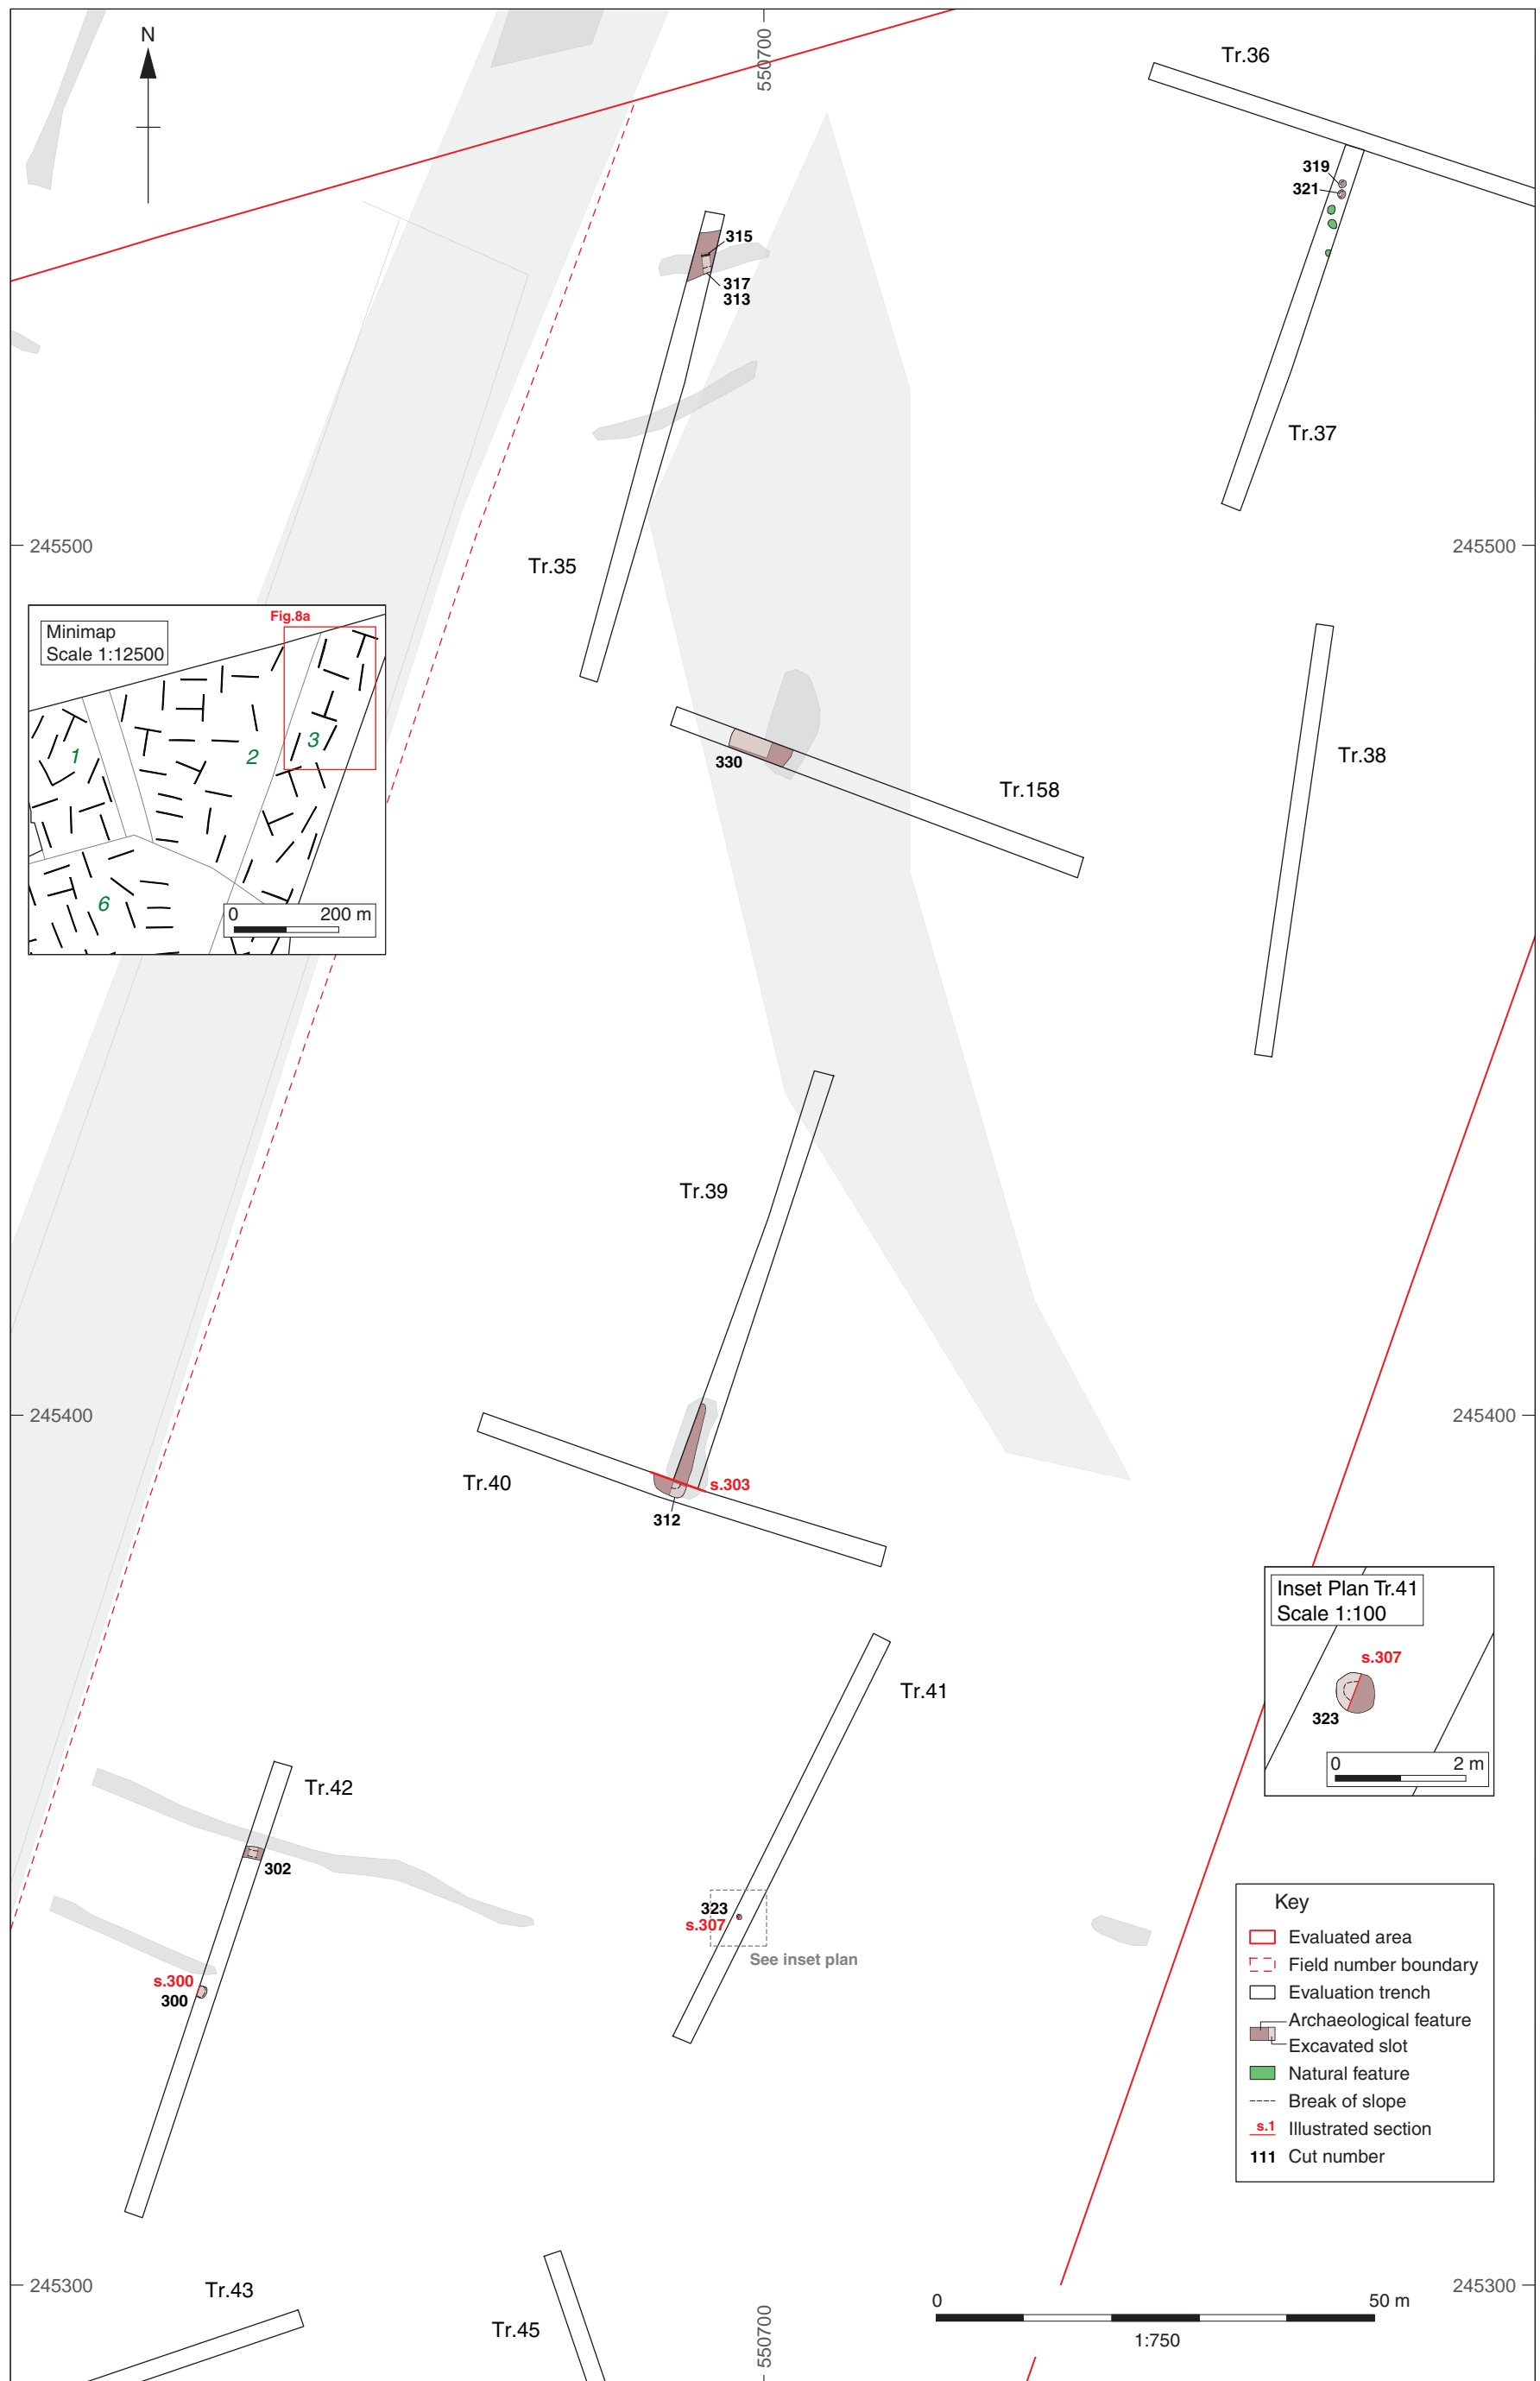 N
550700
Tr.36
319
321
315
317
313
Tr.37
245500
245500
Tr.35
Fig.8a
Minimap
Scale 1:12500
1
2
3
6
0 200 m
330
Tr.158
Tr.38
Tr.39
245400
245400
Tr.40
s.303
312
Inset Plan Tr.41
Scale 1:100
s.307
323
0 2 m
Tr.41
Tr.42
302
323
s.307
See inset plan
s.300
300
Key
Evaluated area
Field number boundary
Evaluation trench
Archaeological feature
Excavated slot
Natural feature
Break of slope
s.1 Illustrated section
111 Cut number
245300
245300
Tr.43
Tr.45
0 50 m
1:750
550700